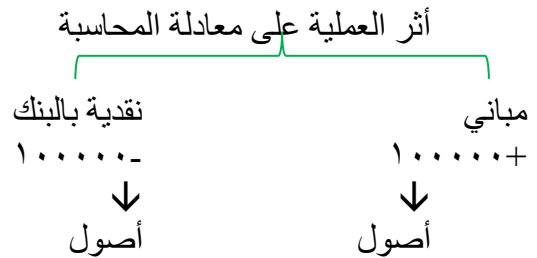 أثر العملية على معادلة المحاسبة
مباني نقدية بالبنك
+١٠٠٠٠٠ -١٠٠٠٠٠
أصول أصول